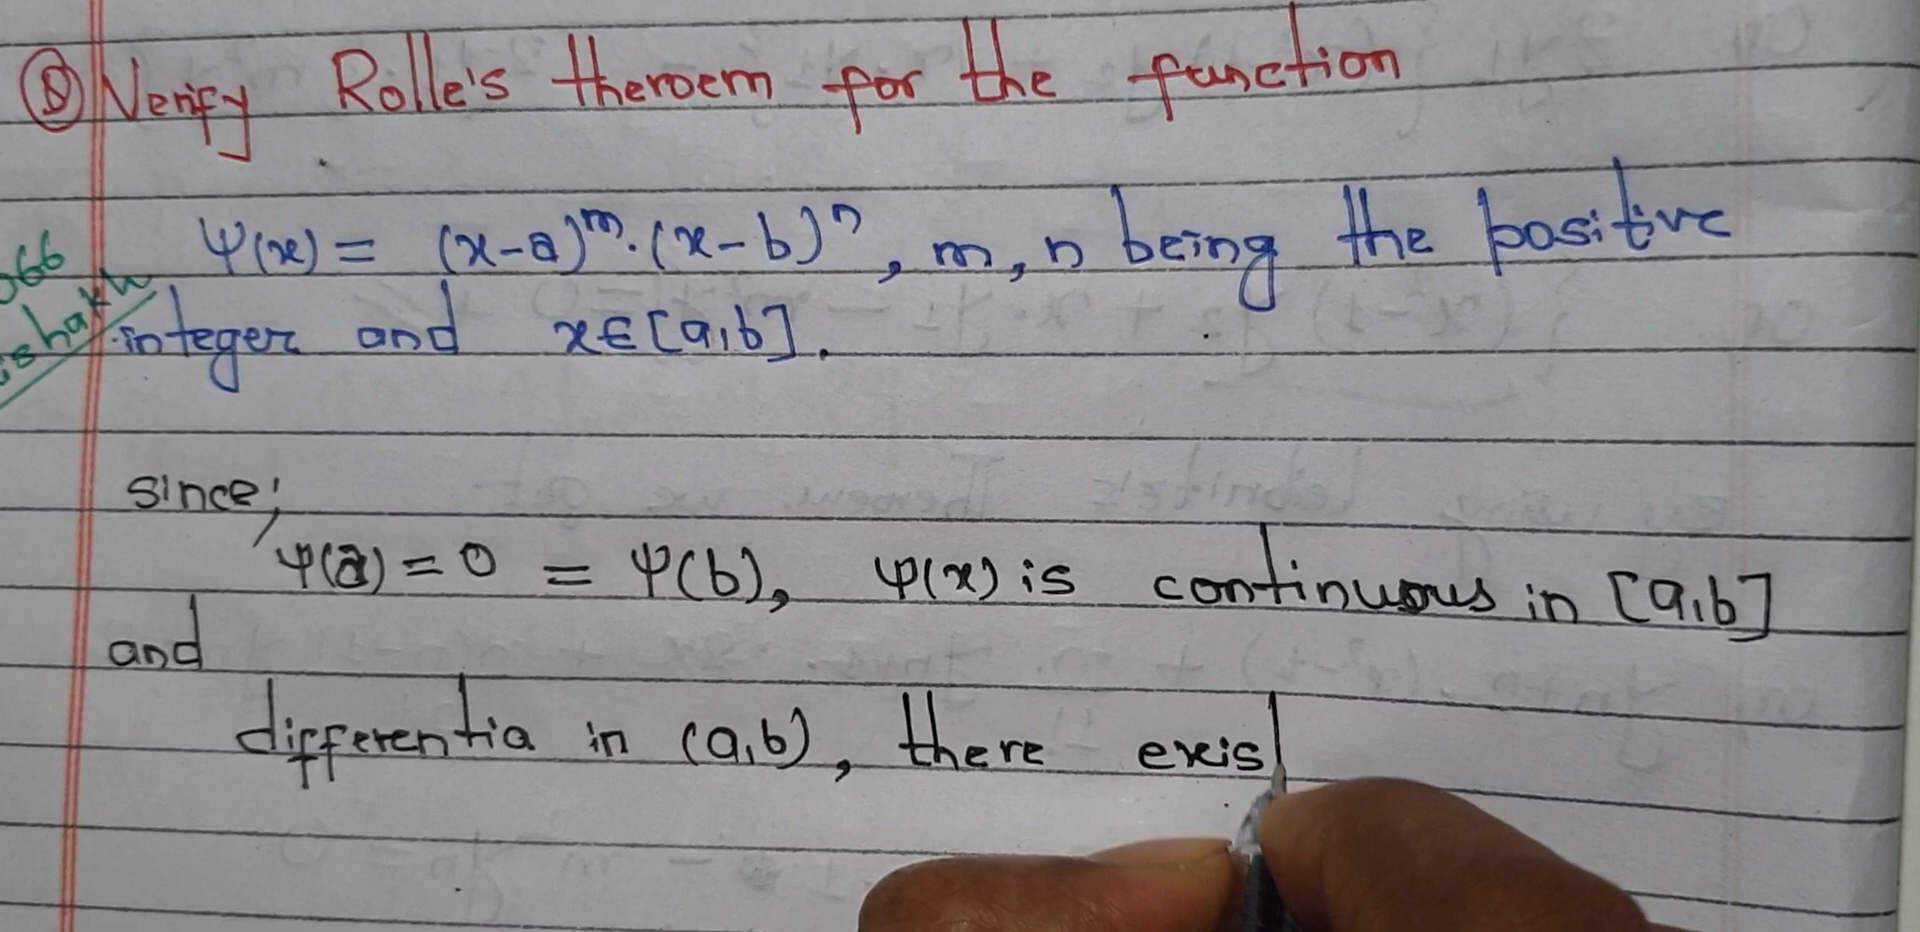 ⑧ Verify Rolle's theroem for the function
ψ(x) = (x-a)ᵐ.(x-b)ⁿ, m, n being the positive
integer and x∈[a,b].
since;
ψ(a) = 0 = ψ(b), ψ(x) is continuous in [a,b]
and
differentia in (a,b), there exis